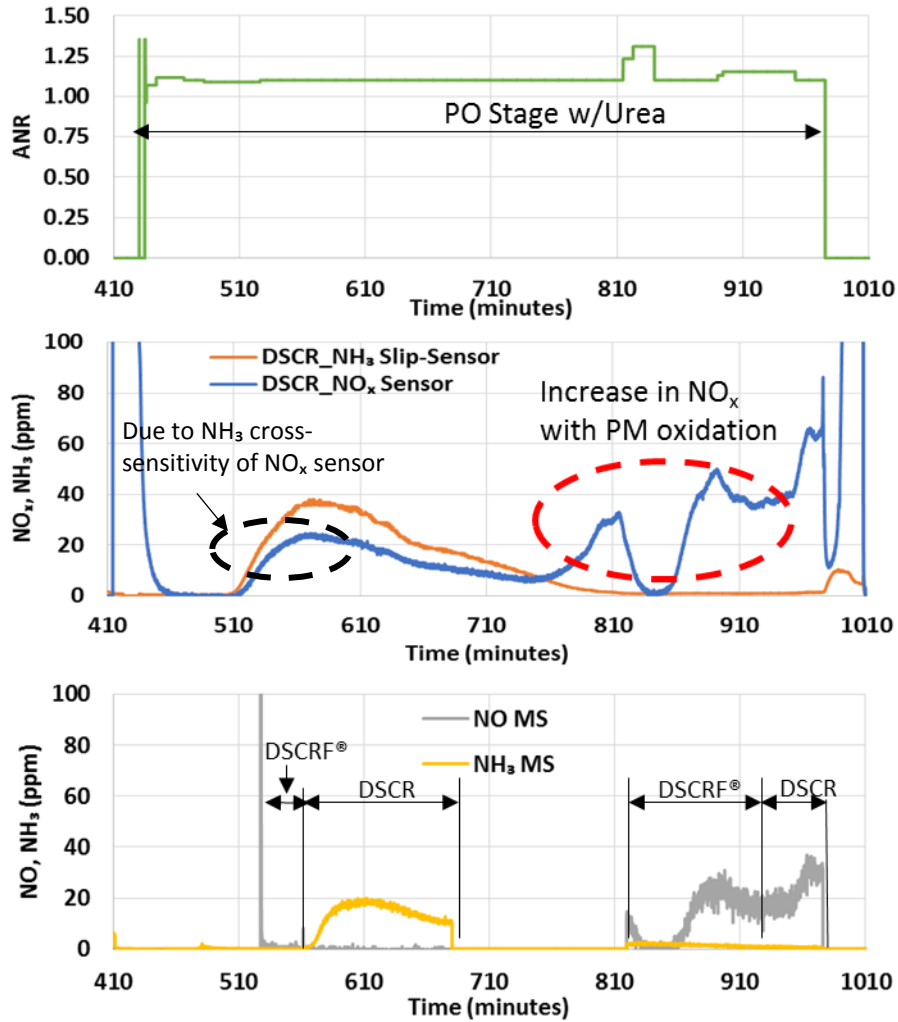 1.50
1.25
1.00
0.75
0.50
0.25
0.00
ANR
PO Stage w/Urea
410 510 610 710 810 910 1010
Time (minutes)
100
80
60
40
20
0
NOₓ, NH₃ (ppm)
DSCR_NH₃ Slip-Sensor
DSCR_NOₓ Sensor
Due to NH₃ cross-
sensitivity of NOₓ sensor
Increase in NOₓ
with PM oxidation
410 510 610 710 810 910 1010
Time (minutes)
100
80
60
40
20
0
NO, NH₃ (ppm)
NO MS
NH₃ MS
DSCRF® DSCR DSCRF® DSCR
410 510 610 710 810 910 1010
Time (minutes)